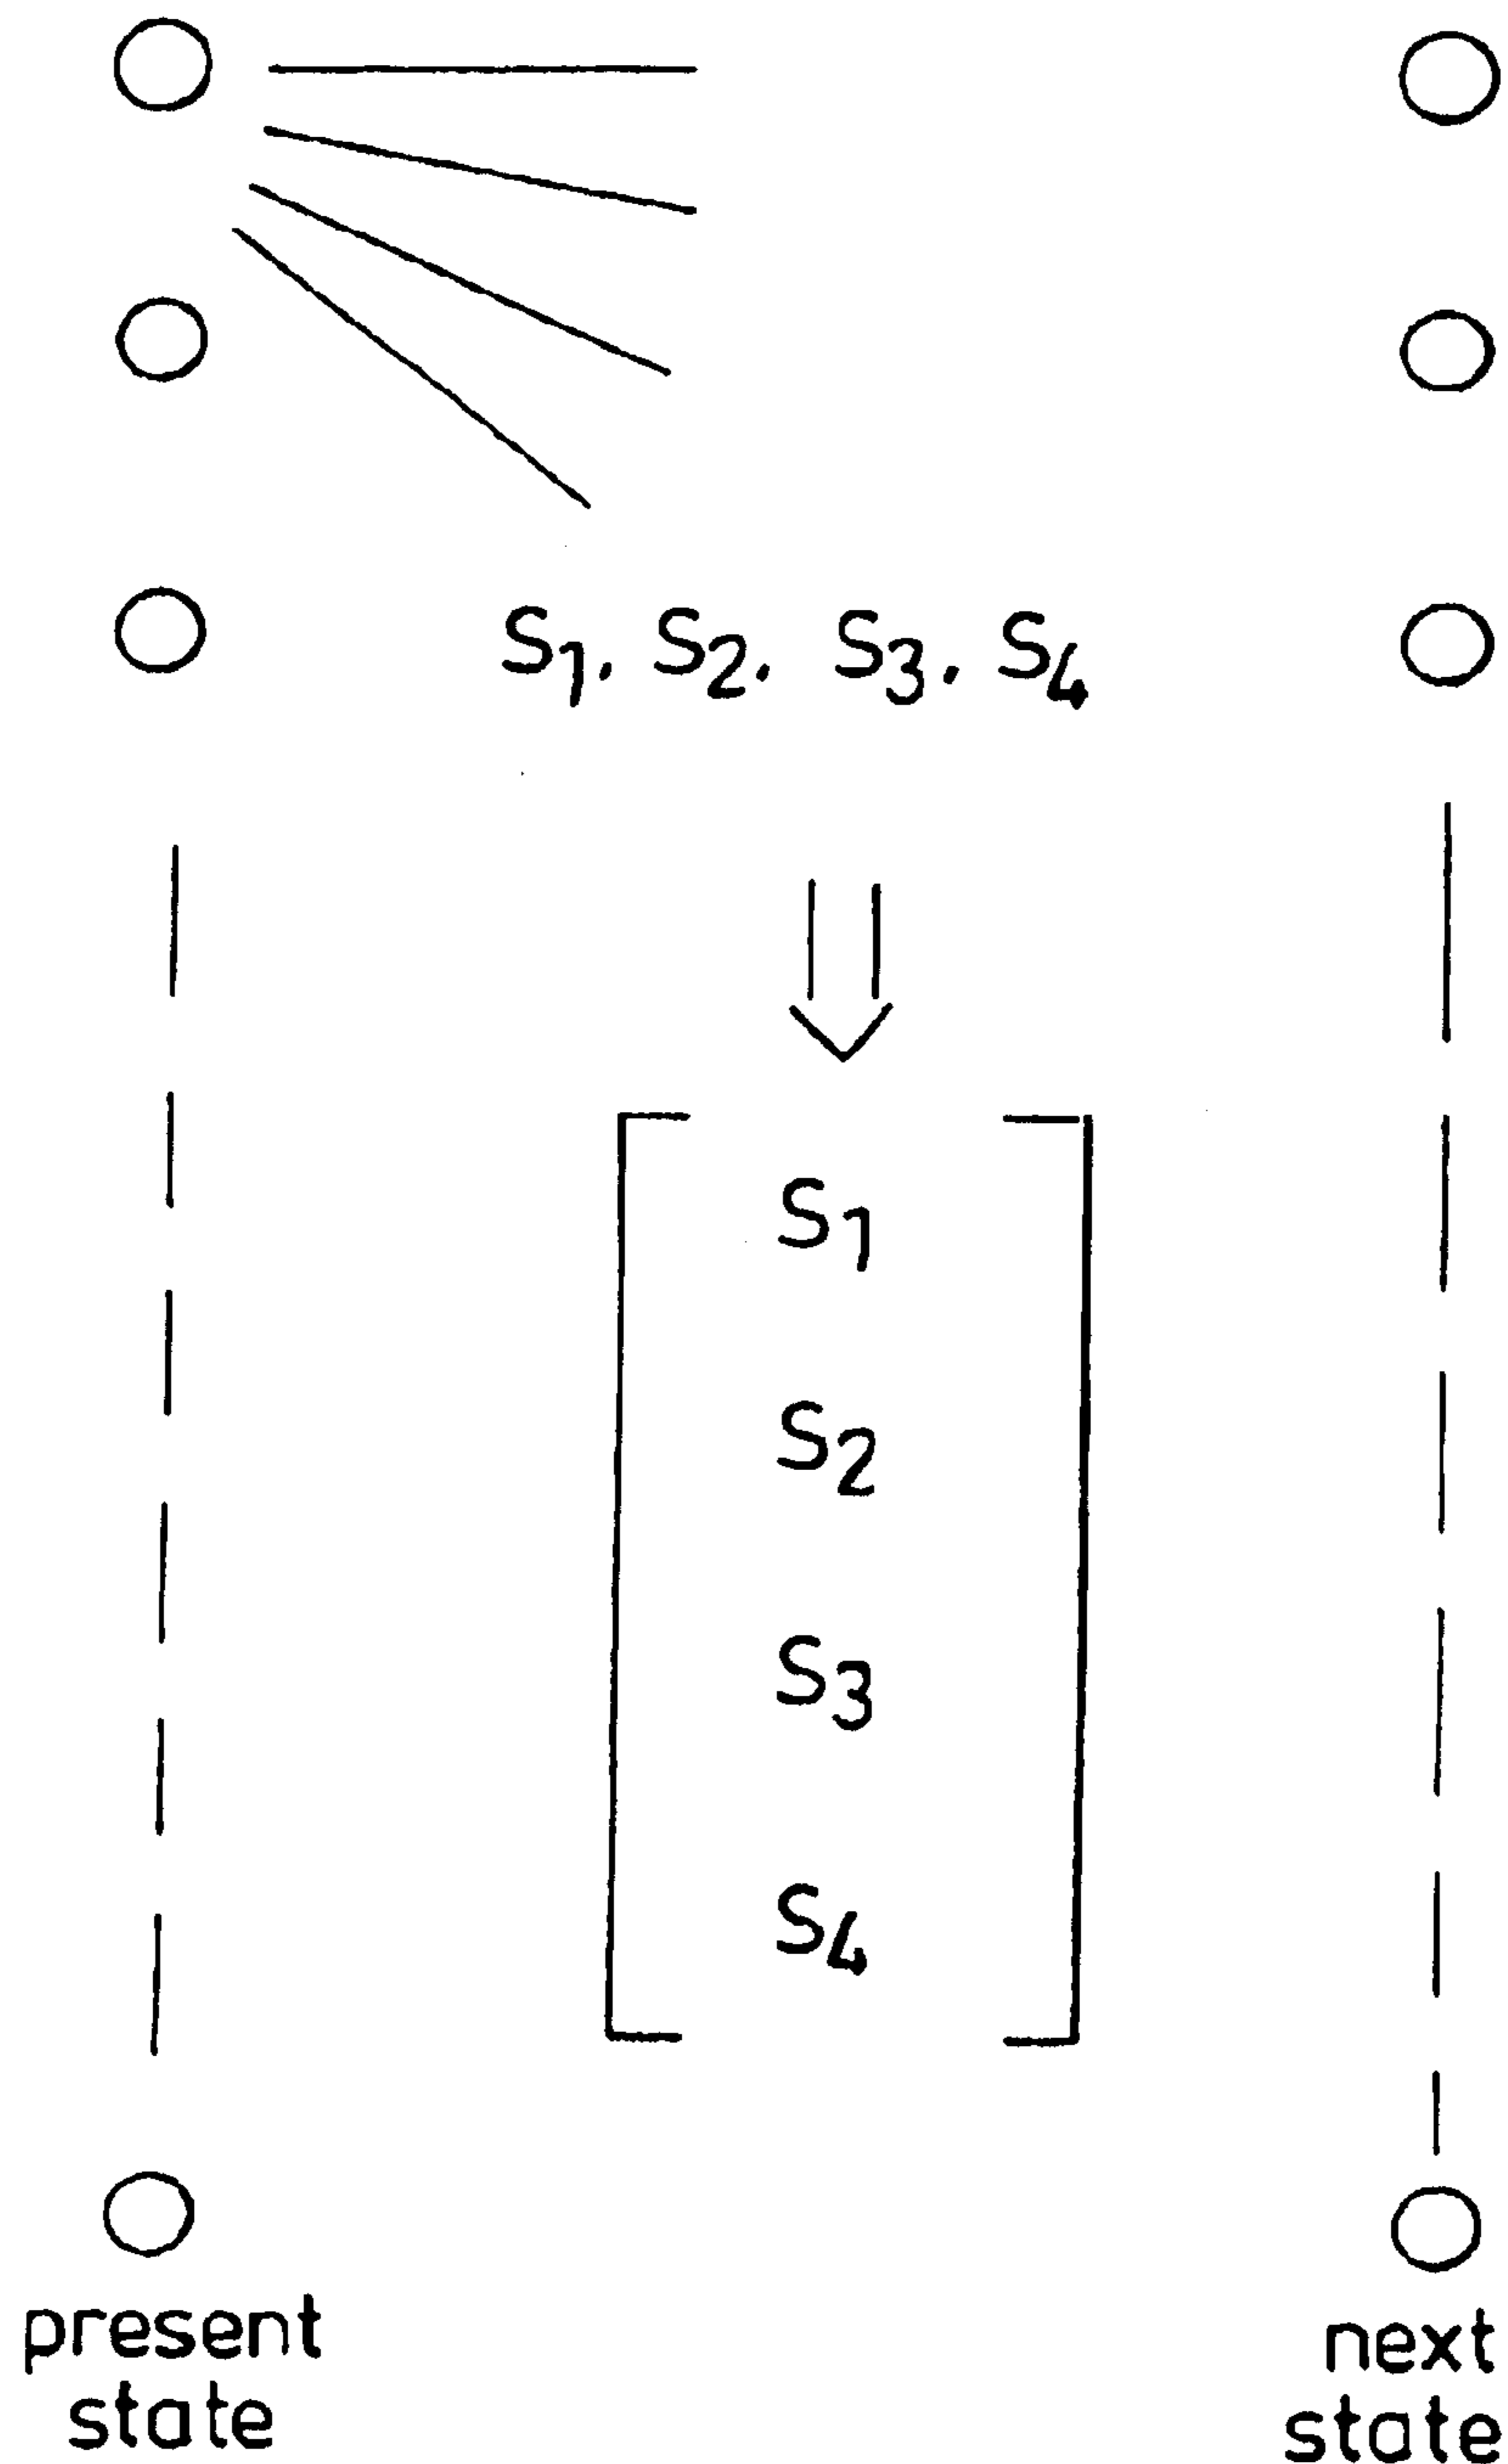 S1, S2, S3, S4
S1
S2
S3
S4
present
state
next
state